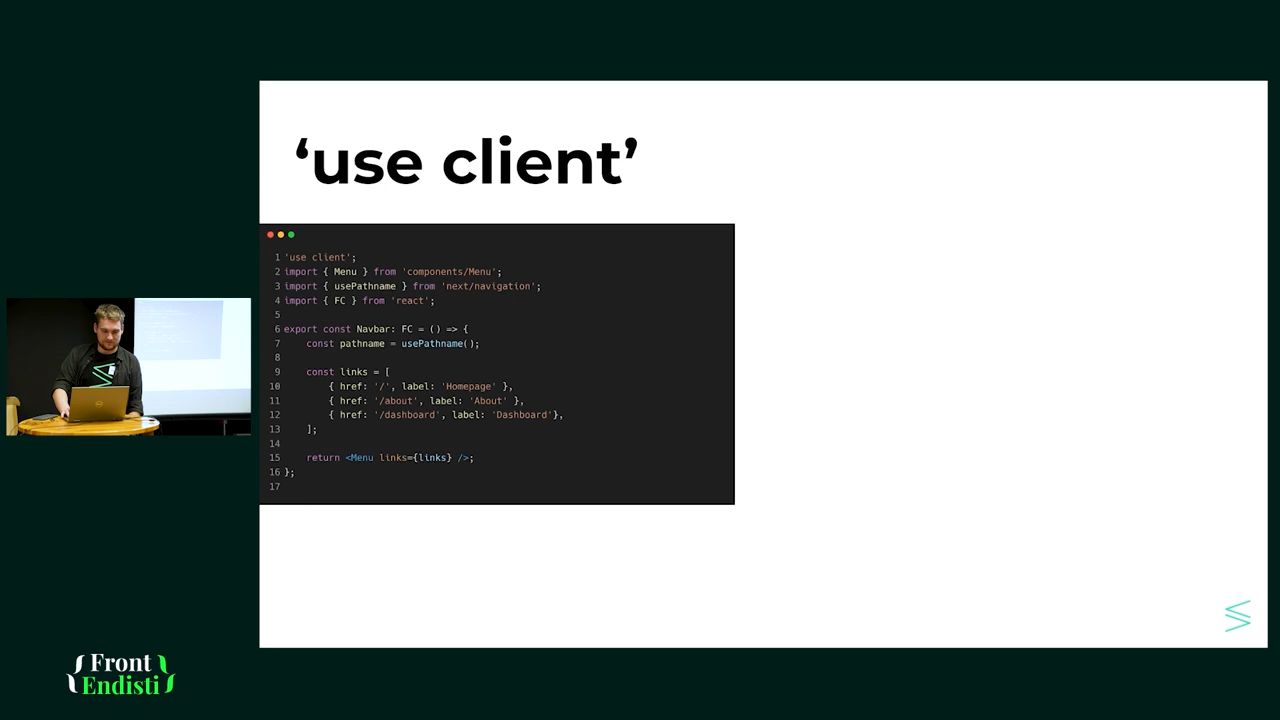 ‘use client’
1 'use client';
2 import { Menu } from 'components/Menu';
3 import { usePathname } from 'next/navigation';
4 import { FC } from 'react';
5
6 export const Navbar: FC = () => {
7 const pathname = usePathname();
8
9 const links = [
10 { href: '/', label: 'Homepage' },
11 { href: '/about', label: 'About' },
12 { href: '/dashboard', label: 'Dashboard'},
13 ];
14
15 return <Menu links={links} />;
16 };
17
{ Front }
{ Endisti }